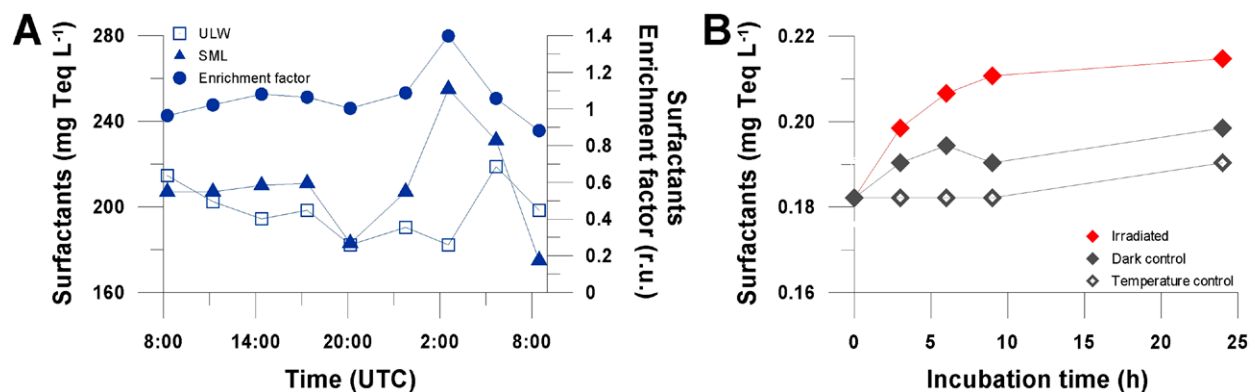 A
Surfactants (mg Teq L⁻¹)
280
240
200
160
ULW
SML
Enrichment factor
1.4
1.2
1
0.8
0.6
0.4
0.2
0
Surfactants
Enrichment factor (r.u.)
8:00
14:00
20:00
2:00
8:00
Time (UTC)
B
Surfactants (mg Teq L⁻¹)
0.22
0.20
0.18
0.16
Irradiated
Dark control
Temperature control
0
5
10
15
20
25
Incubation time (h)